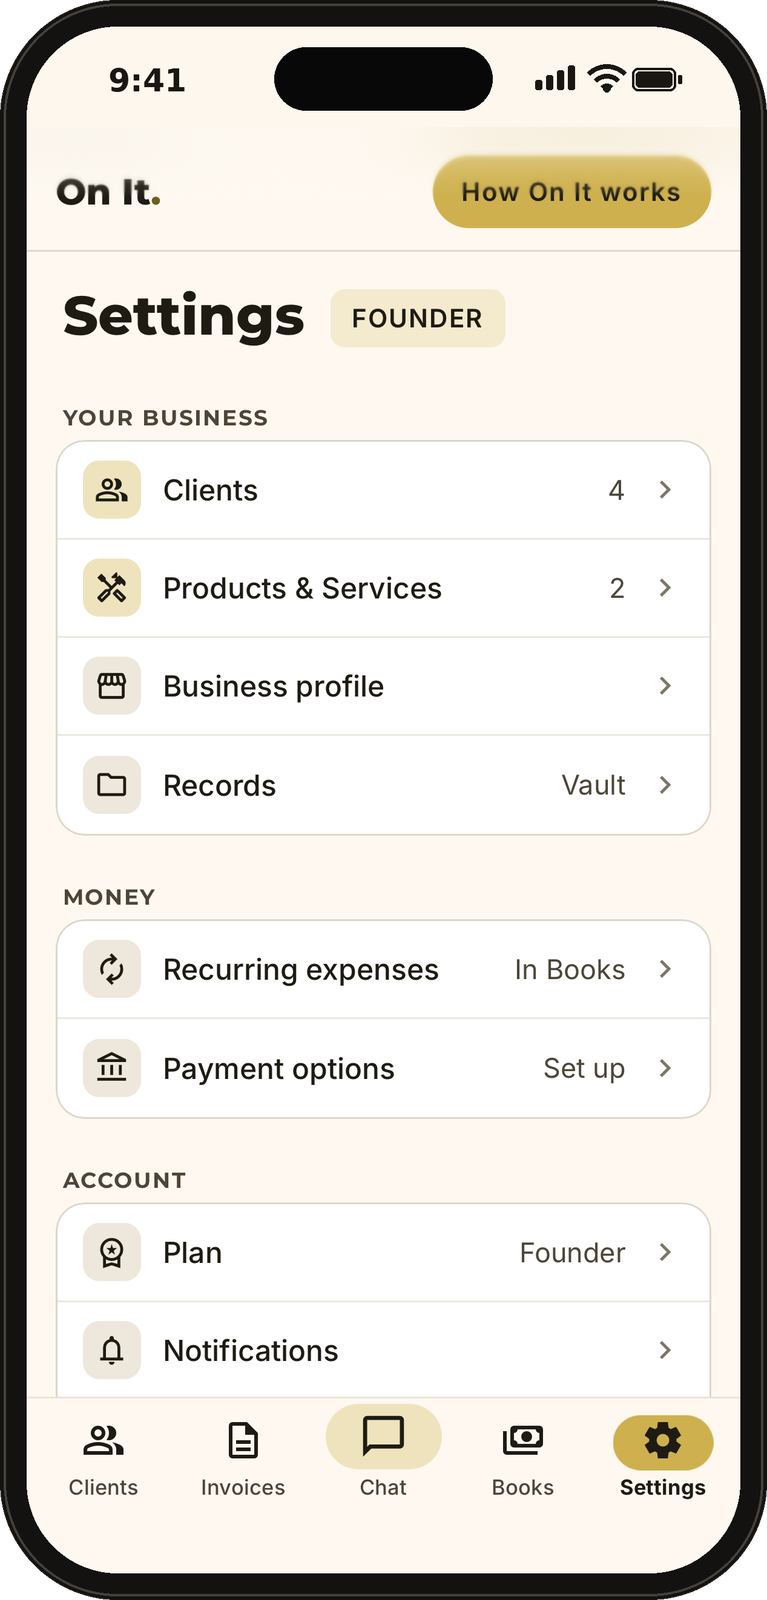 9:41
On It.
How On It works
Settings
FOUNDER
YOUR BUSINESS
Clients 4
Products & Services 2
Business profile
Records Vault
MONEY
Recurring expenses In Books
Payment options Set up
ACCOUNT
Plan Founder
Notifications
Clients Invoices Chat Books Settings